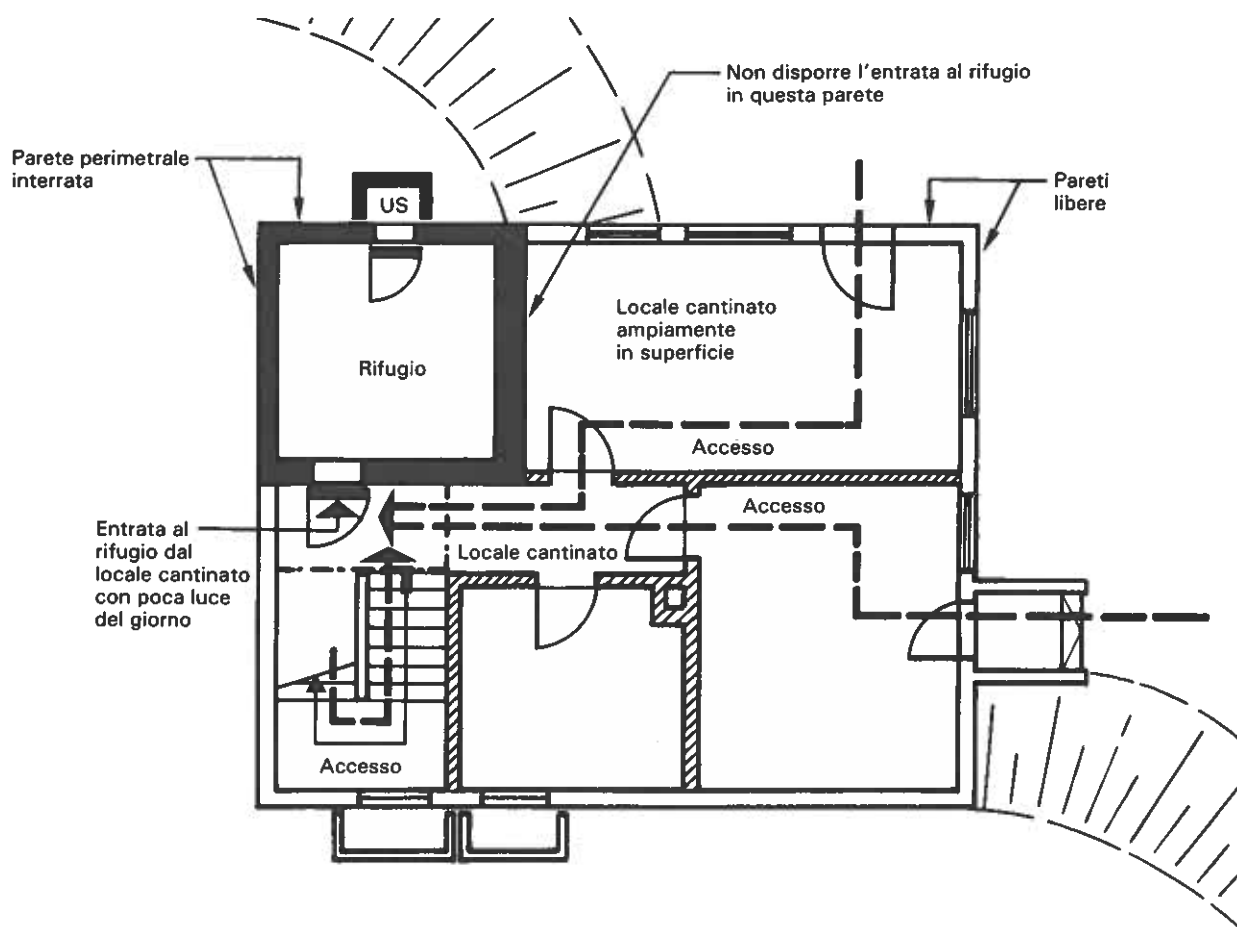 Non disporre l'entrata al rifugio
in questa parete
Parete perimetrale
interrata
US
Pareti
libere
Locale cantinato
ampiamente
in superficie
Rifugio
Accesso
Accesso
Entrata al
rifugio dal
locale cantinato
con poca luce
del giorno
Locale cantinato
Accesso